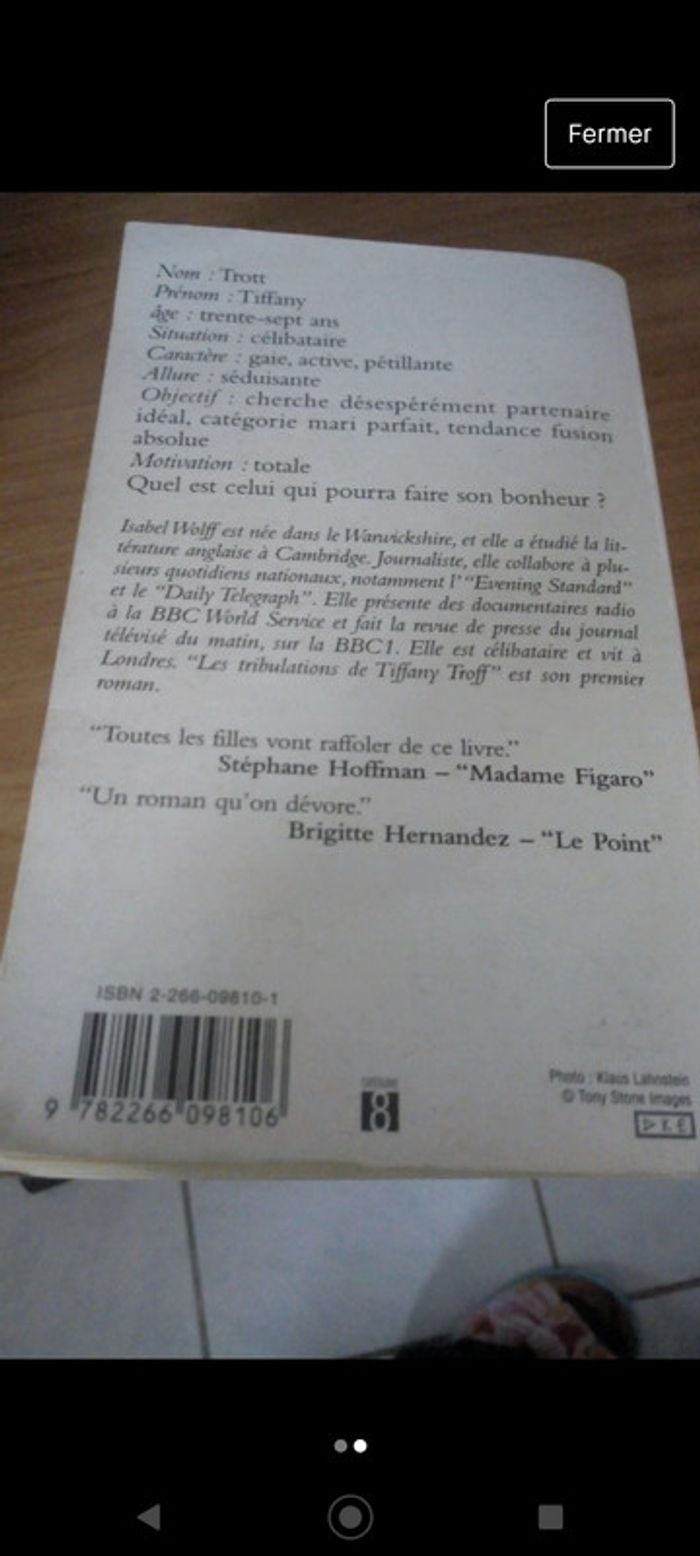 Fermer
Nom : Trott
Prénom : Tiffany
âge : trente-sept ans
Situation : célibataire
Caractère : gaie, active, pétillante
Allure : séduisante
Objectif : cherche désespérément partenaire
idéal, catégorie mari parfait, tendance fusion
absolue
Motivation : totale
Quel est celui qui pourra faire son bonheur ?
Isabel Wolff est née dans le Warwickshire, et elle a étudié la lit-
térature anglaise à Cambridge. Journaliste, elle collabore à plu-
sieurs quotidiens nationaux, notamment l'"Evening Standard"
et le "Daily Telegraph". Elle présente des documentaires radio
à la BBC World Service et fait la revue de presse du journal
télévisé du matin, sur la BBC1. Elle est célibataire et vit à
Londres. "Les tribulations de Tiffany Troff" est son premier
roman.
"Toutes les filles vont raffoler de ce livre."
Stéphane Hoffman – "Madame Figaro"
"Un roman qu'on dévore."
Brigitte Hernandez – "Le Point"
ISBN 2-266-09810-1
9 782266 098106
8
Photo : Klaus Lahnstein
© Tony Stone Images